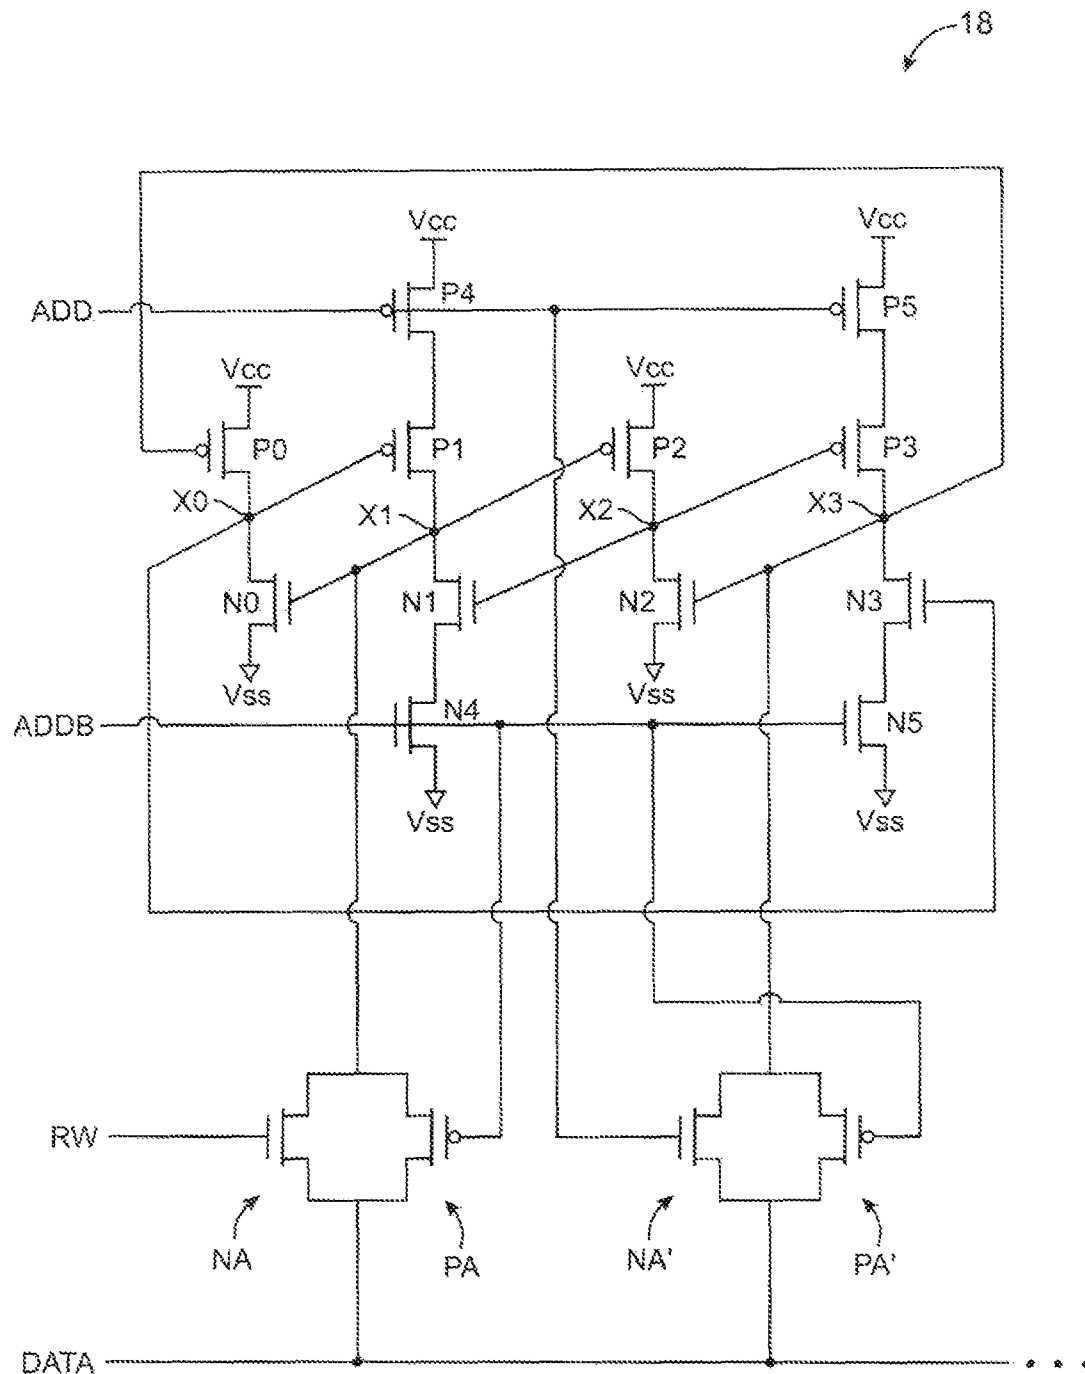 18
Vcc
Vcc
ADD
P4
P5
Vcc
Vcc
P0
P1
P2
P3
X0
X1
X2
X3
N0
N1
N2
N3
Vss
Vss
ADDB
N4
N5
Vss
Vss
RW
NA
PA
NA'
PA'
DATA
...